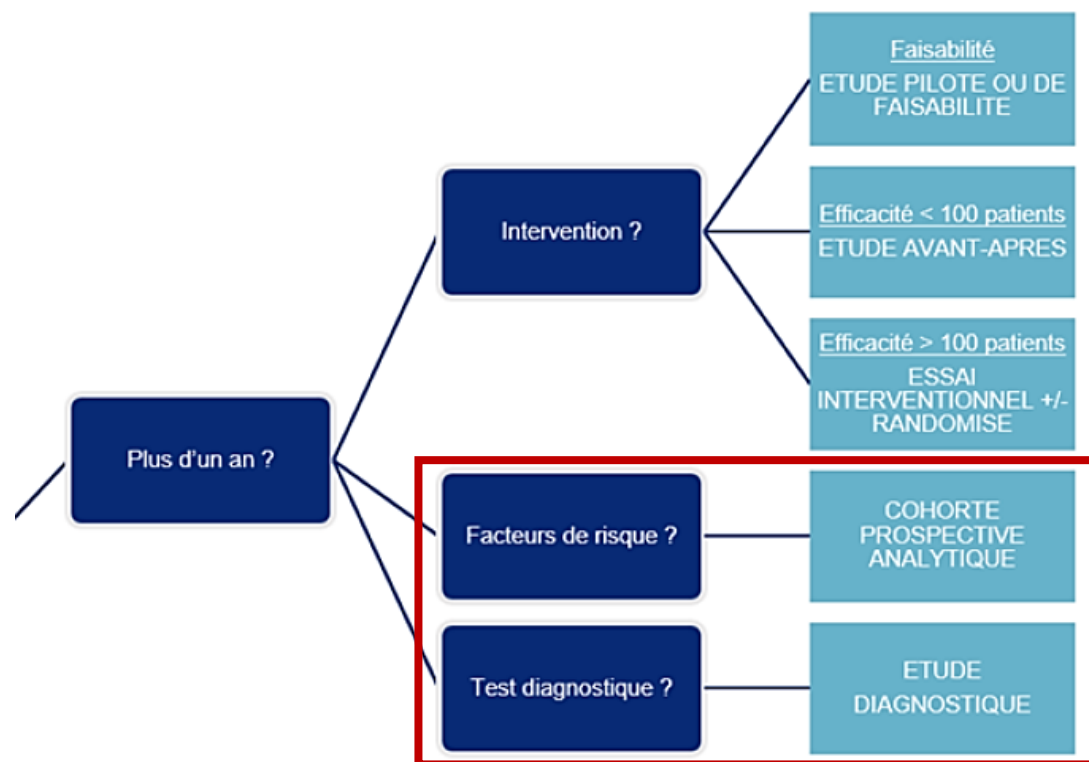 Faisabilité
ETUDE PILOTE OU DE
FAISABILITE
Intervention ?
Efficacité < 100 patients
ETUDE AVANT-APRES
Efficacité > 100 patients
ESSAI
INTERVENTIONNEL +/-
RANDOMISE
Plus d'un an ?
Facteurs de risque ?
COHORTE
PROSPECTIVE
ANALYTIQUE
Test diagnostique ?
ETUDE
DIAGNOSTIQUE